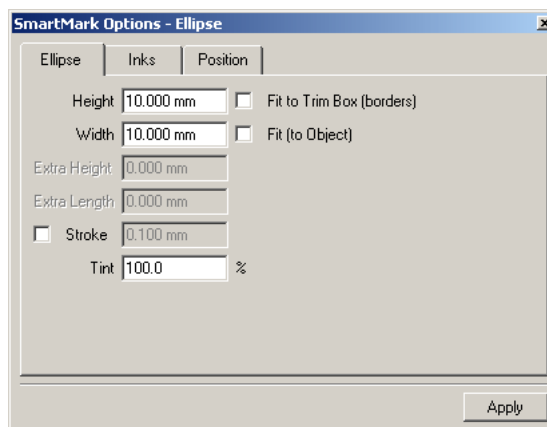 SmartMark Options - Ellipse
Ellipse Inks Position
Height 10.000 mm Fit to Trim Box (borders)
Width 10.000 mm Fit (to Object)
Extra Height 0.000 mm
Extra Length 0.000 mm
Stroke 0.100 mm
Tint 100.0 %
Apply